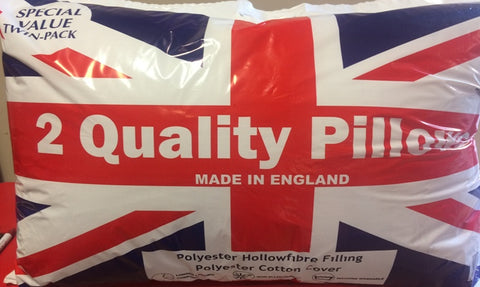 SPECIAL
VALUE
TWIN-PACK
2 Quality Pillows
MADE IN ENGLAND
Polyester Hollowfibre Filling
Polyester Cotton Cover